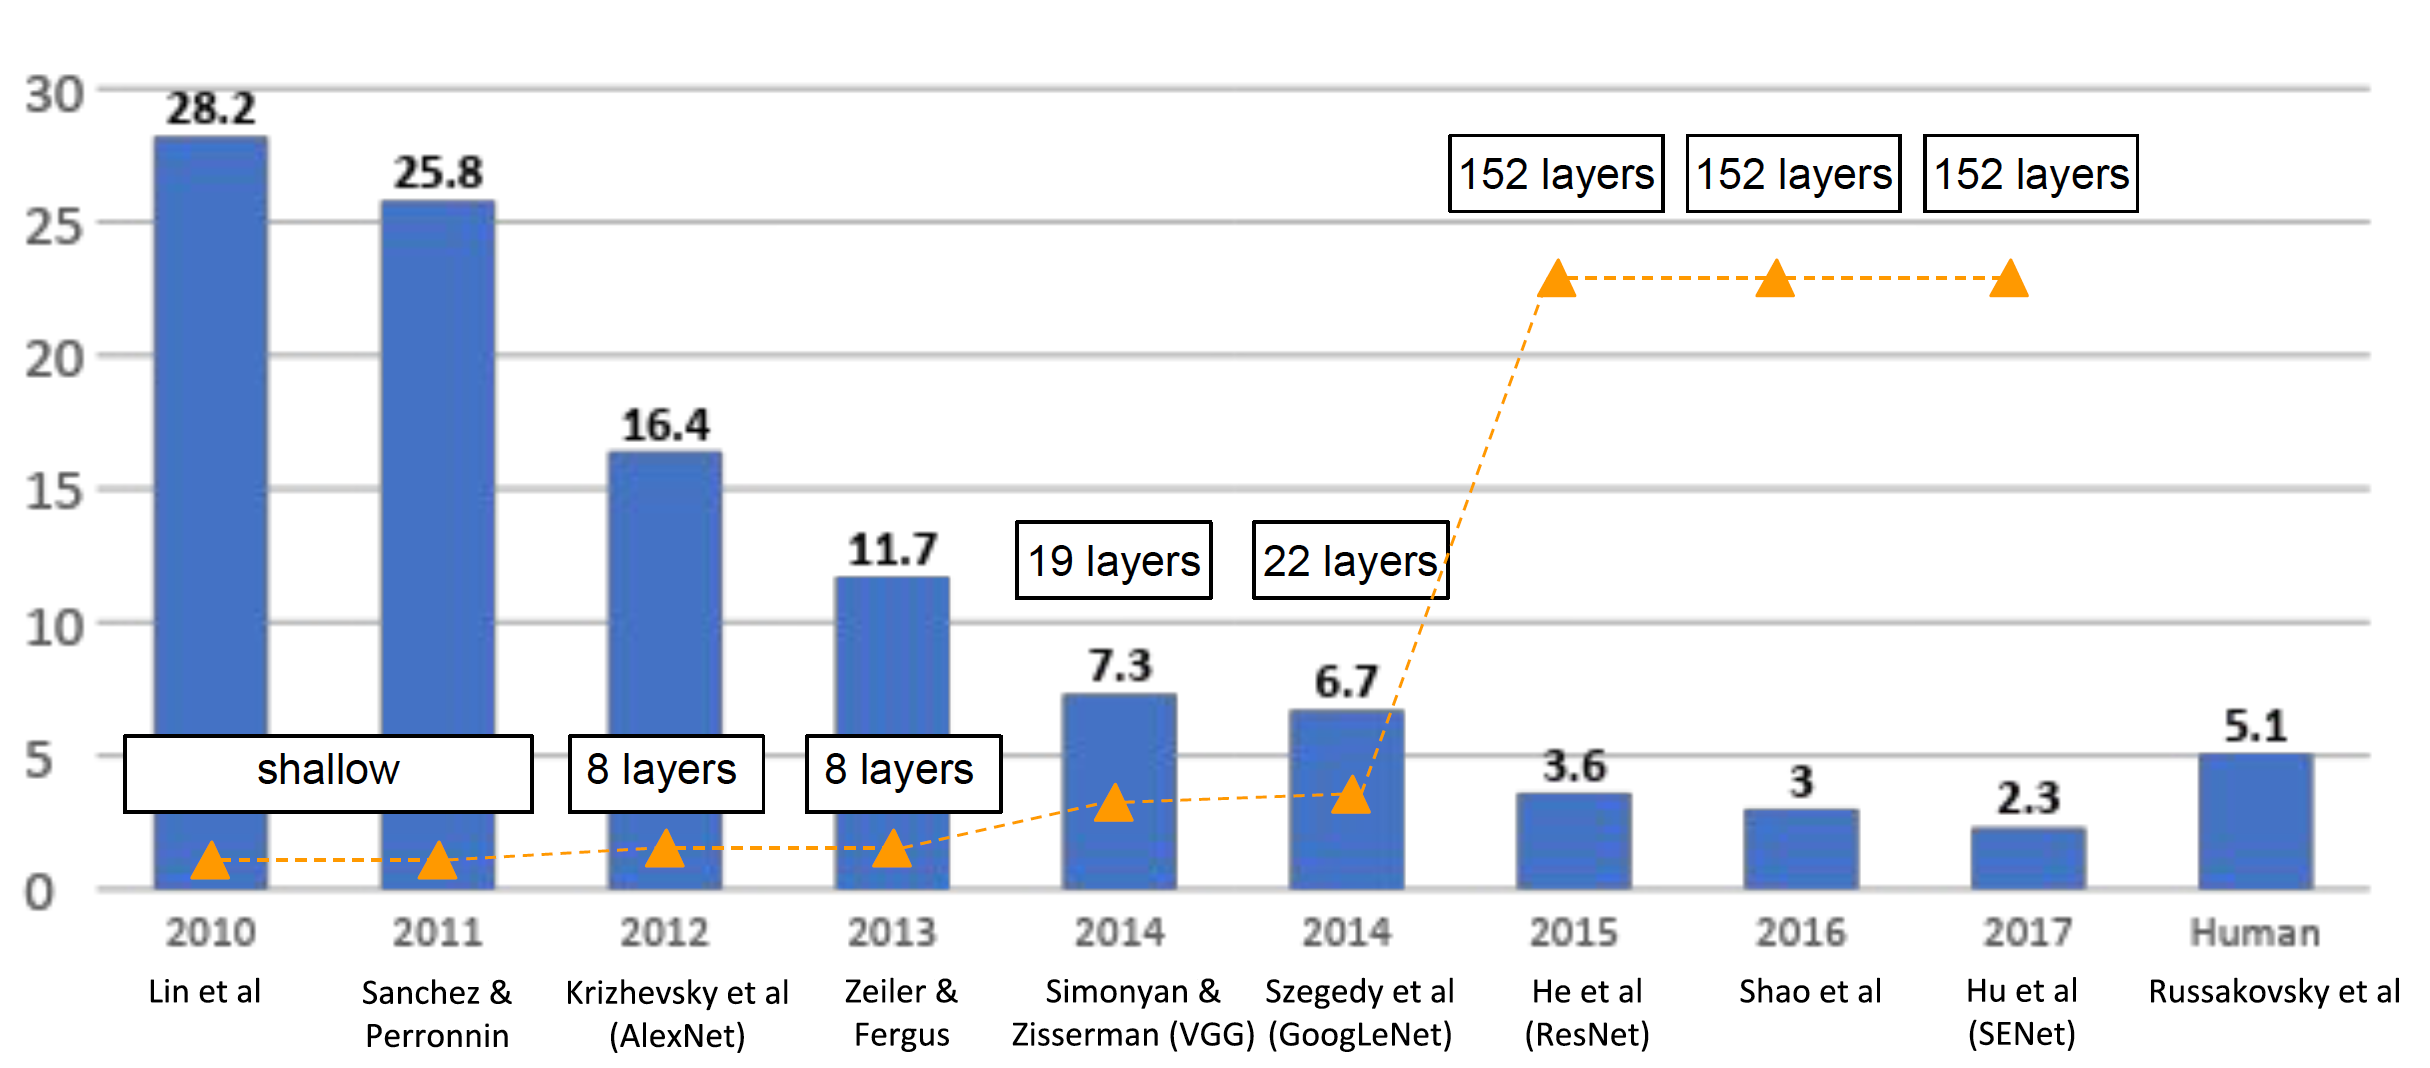 30
28.2
25.8
152 layers 152 layers 152 layers
25
20
16.4
15
11.7
19 layers 22 layers
10
7.3
6.7
5.1
shallow 8 layers 8 layers
5
3.6
3
2.3
0
2010 2011 2012 2013 2014 2014 2015 2016 2017 Human
Lin et al Sanchez & Krizhevsky et al Zeiler & Simonyan & Szegedy et al He et al Shao et al Hu et al Russakovsky et al
Perronnin (AlexNet) Fergus Zisserman (VGG) (GoogLeNet) (ResNet) (SENet)